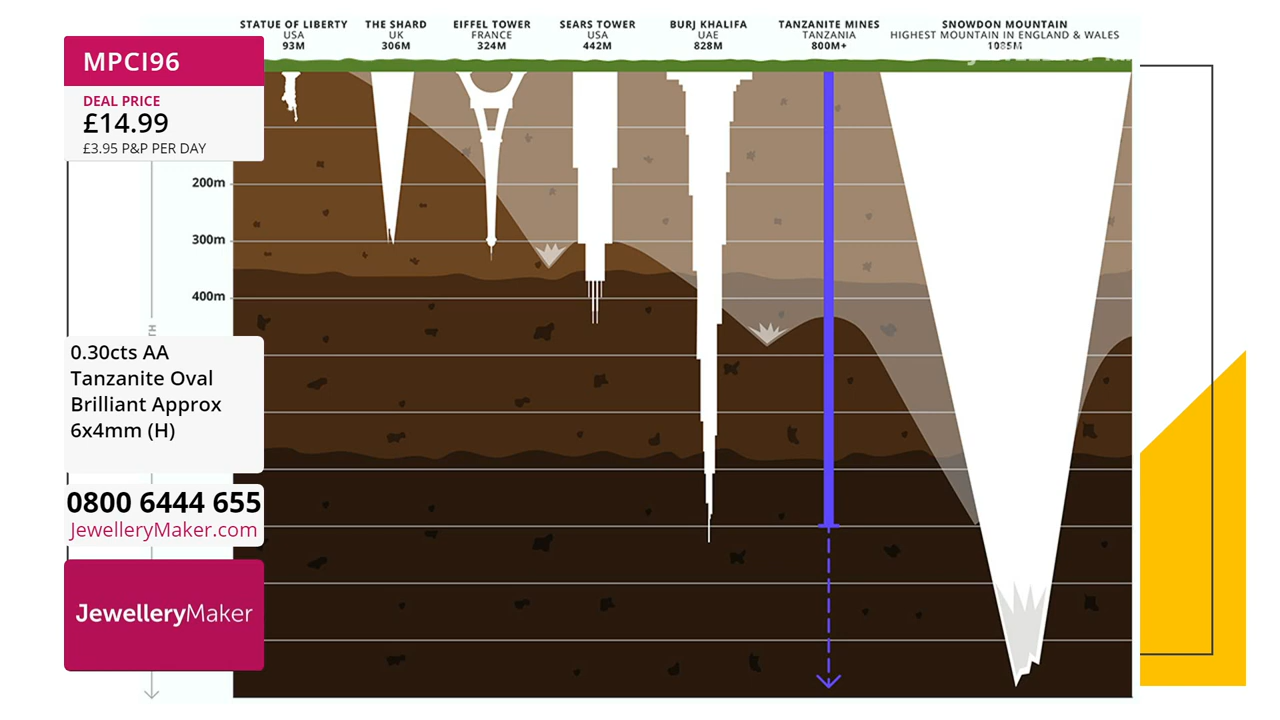 STATUE OF LIBERTY
USA
93M
THE SHARD
UK
306M
EIFFEL TOWER
FRANCE
324M
SEARS TOWER
USA
442M
BURJ KHALIFA
UAE
828M
TANZANITE MINES
TANZANIA
800M+
SNOWDON MOUNTAIN
HIGHEST MOUNTAIN IN ENGLAND & WALES
1085M
MPCI96
DEAL PRICE
£14.99
£3.95 P&P PER DAY
200m
300m
400m
0.30cts AA
Tanzanite Oval
Brilliant Approx
6x4mm (H)
0800 6444 655
JewelleryMaker.com
JewelleryMaker